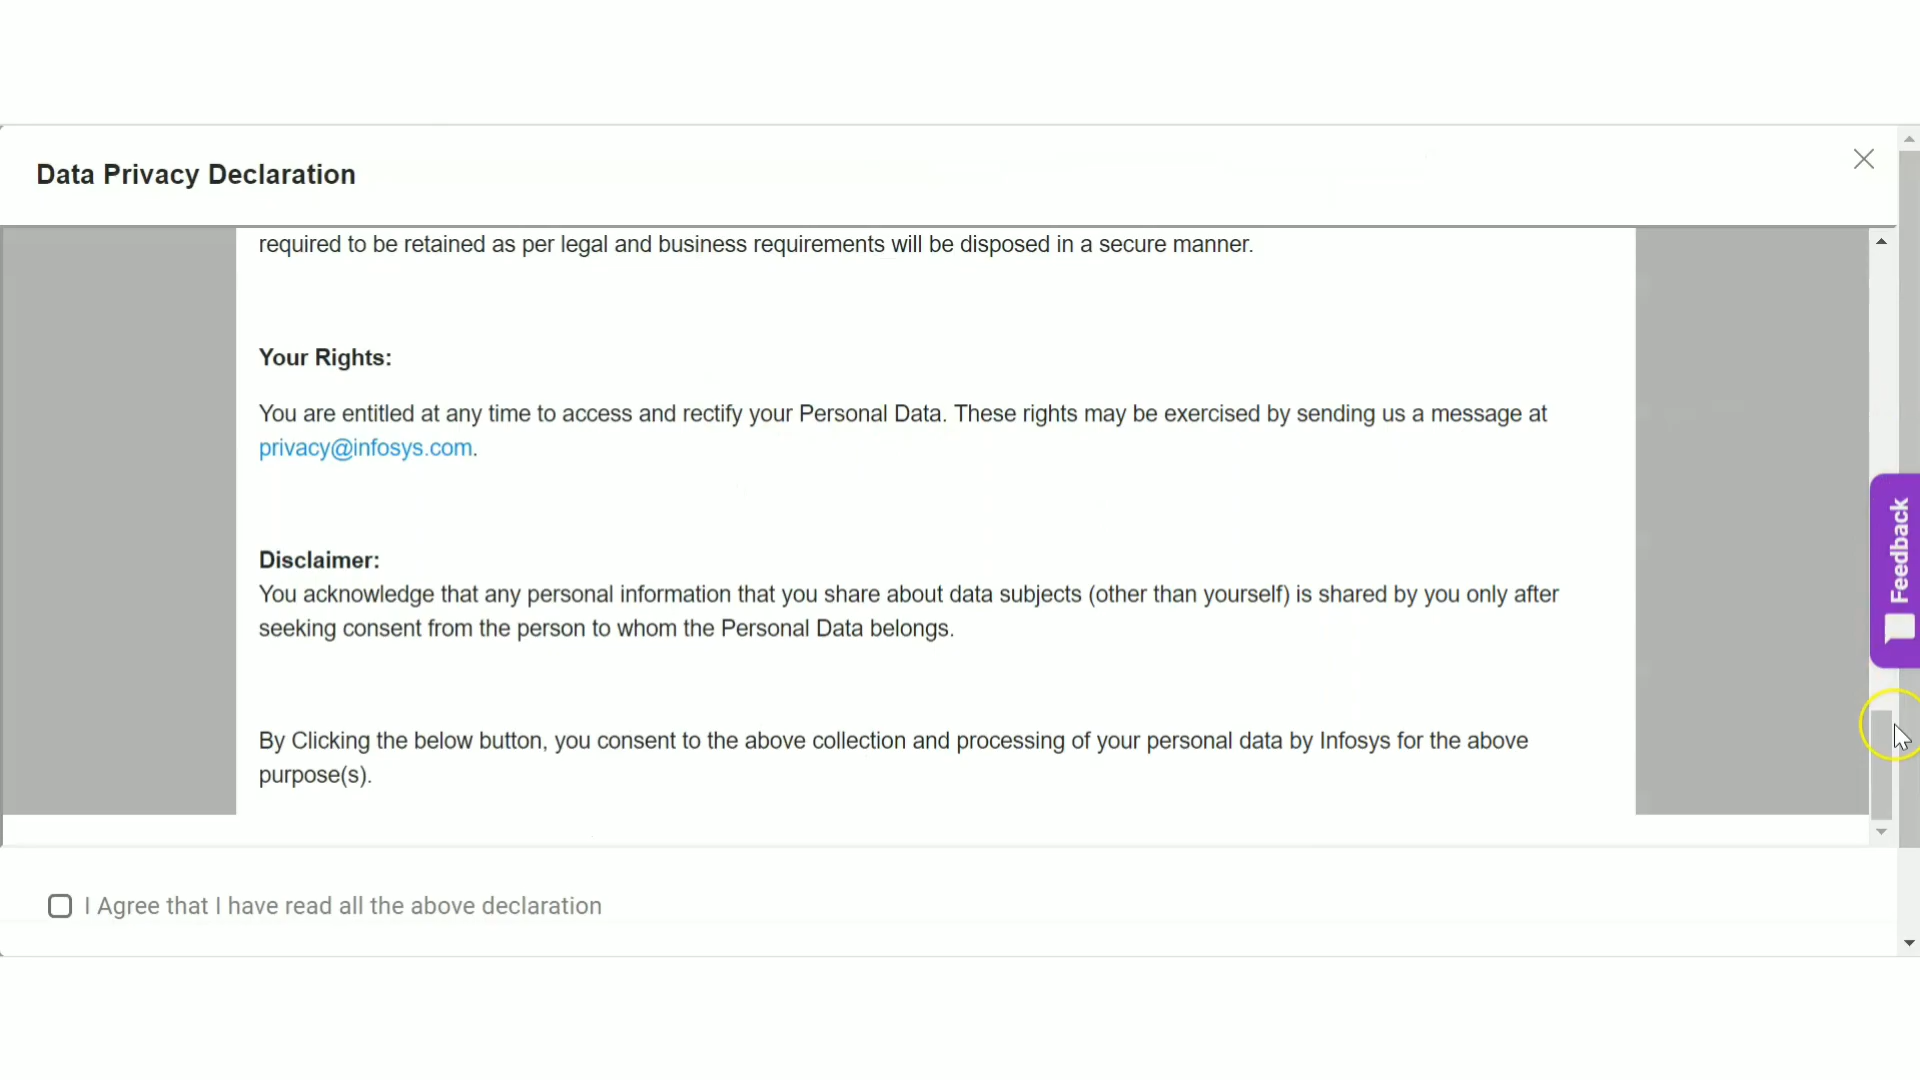 Data Privacy Declaration
required to be retained as per legal and business requirements will be disposed in a secure manner.
Your Rights:
You are entitled at any time to access and rectify your Personal Data. These rights may be exercised by sending us a message at
privacy@infosys.com.
Disclaimer:
You acknowledge that any personal information that you share about data subjects (other than yourself) is shared by you only after
seeking consent from the person to whom the Personal Data belongs.
By Clicking the below button, you consent to the above collection and processing of your personal data by Infosys for the above
purpose(s).
Feedback
I Agree that I have read all the above declaration